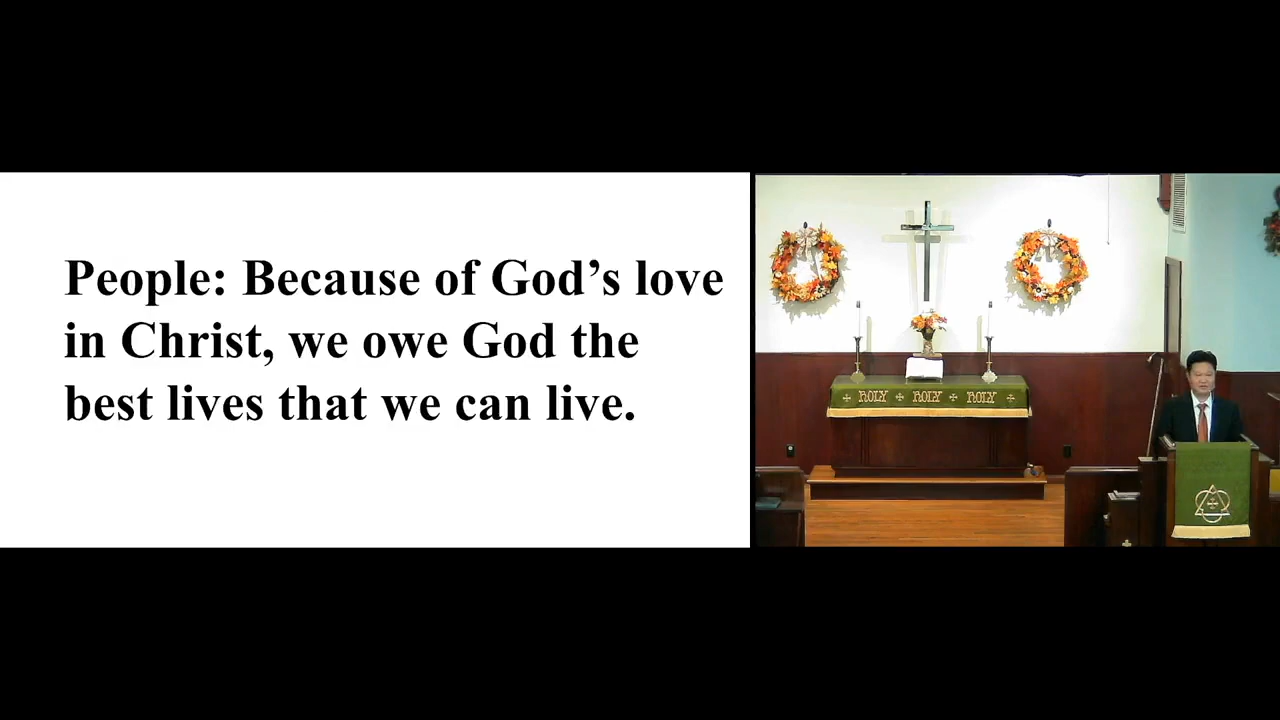 People: Because of God’s love
in Christ, we owe God the
best lives that we can live.
HOLY HOLY HOLY